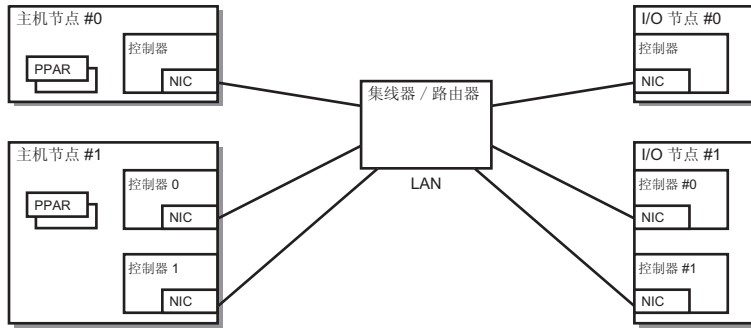 主机节点 #0
控制器
PPAR
NIC
主机节点 #1
控制器 0
PPAR
NIC
控制器 1
NIC
集线器 / 路由器
LAN
I/O 节点 #0
控制器
NIC
I/O 节点 #1
控制器 #0
NIC
控制器 #1
NIC